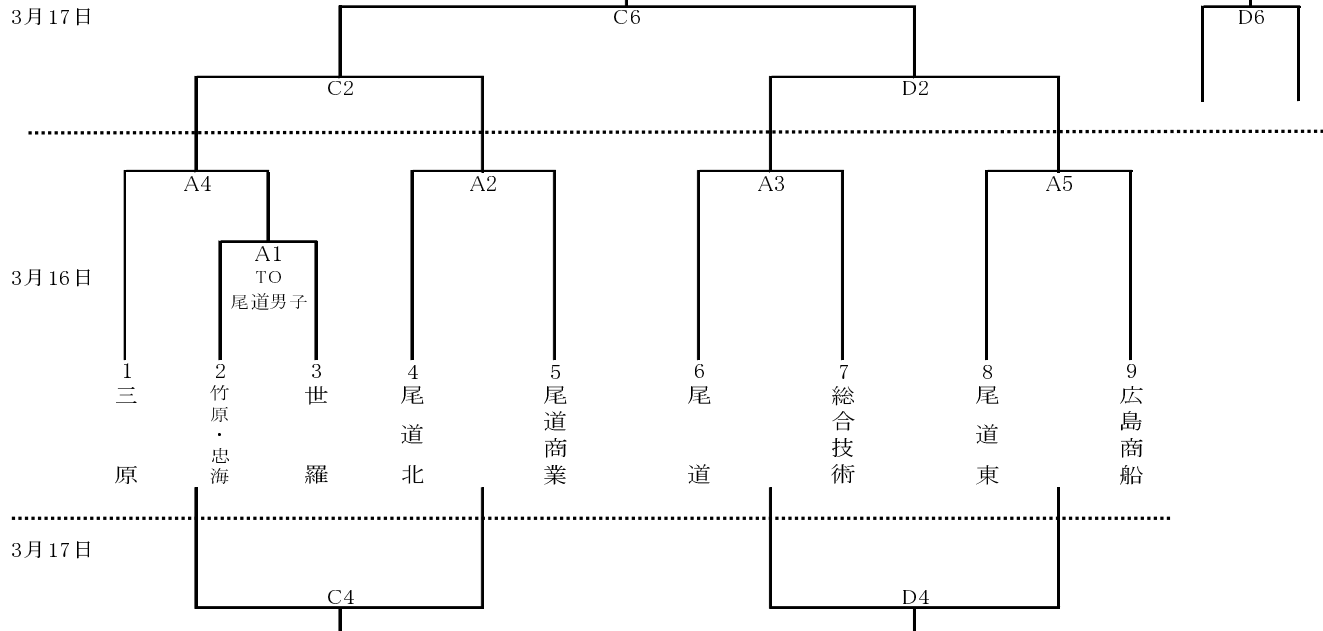 3月17日
C6
D6
C2
D2
A4
A2
A3
A5
A1
TO
尾道男子
3月16日
1
三原
2
竹原・忠海
3
世羅
4
尾道北
5
尾道商業
6
尾道
7
総合技術
8
尾道東
9
広島商船
3月17日
C4
D4